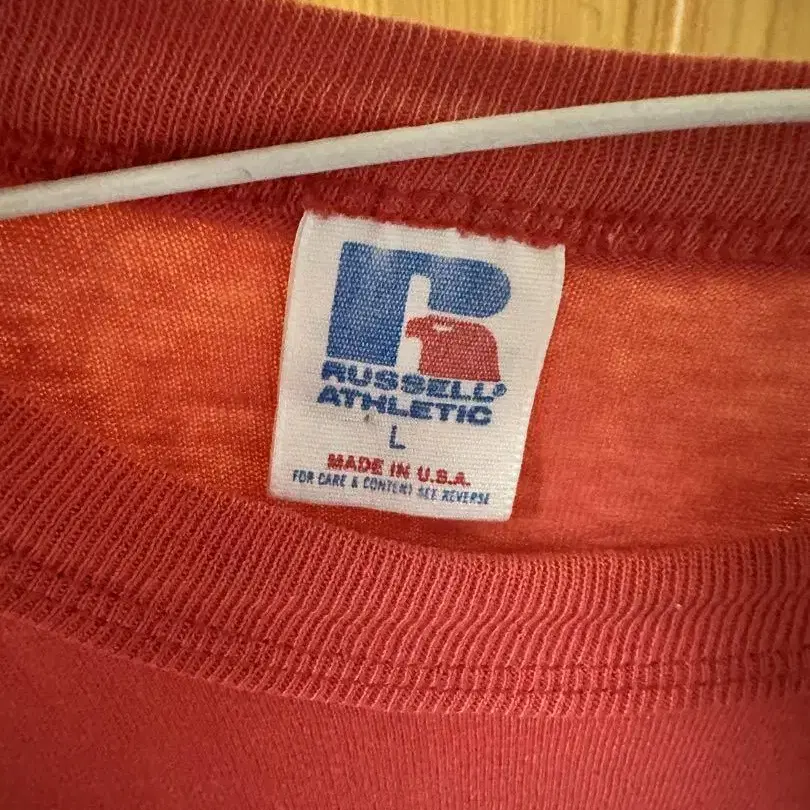 RUSSELL
ATHLETIC
L
MADE IN U.S.A.
FOR CARE & CONTENT SEE REVERSE